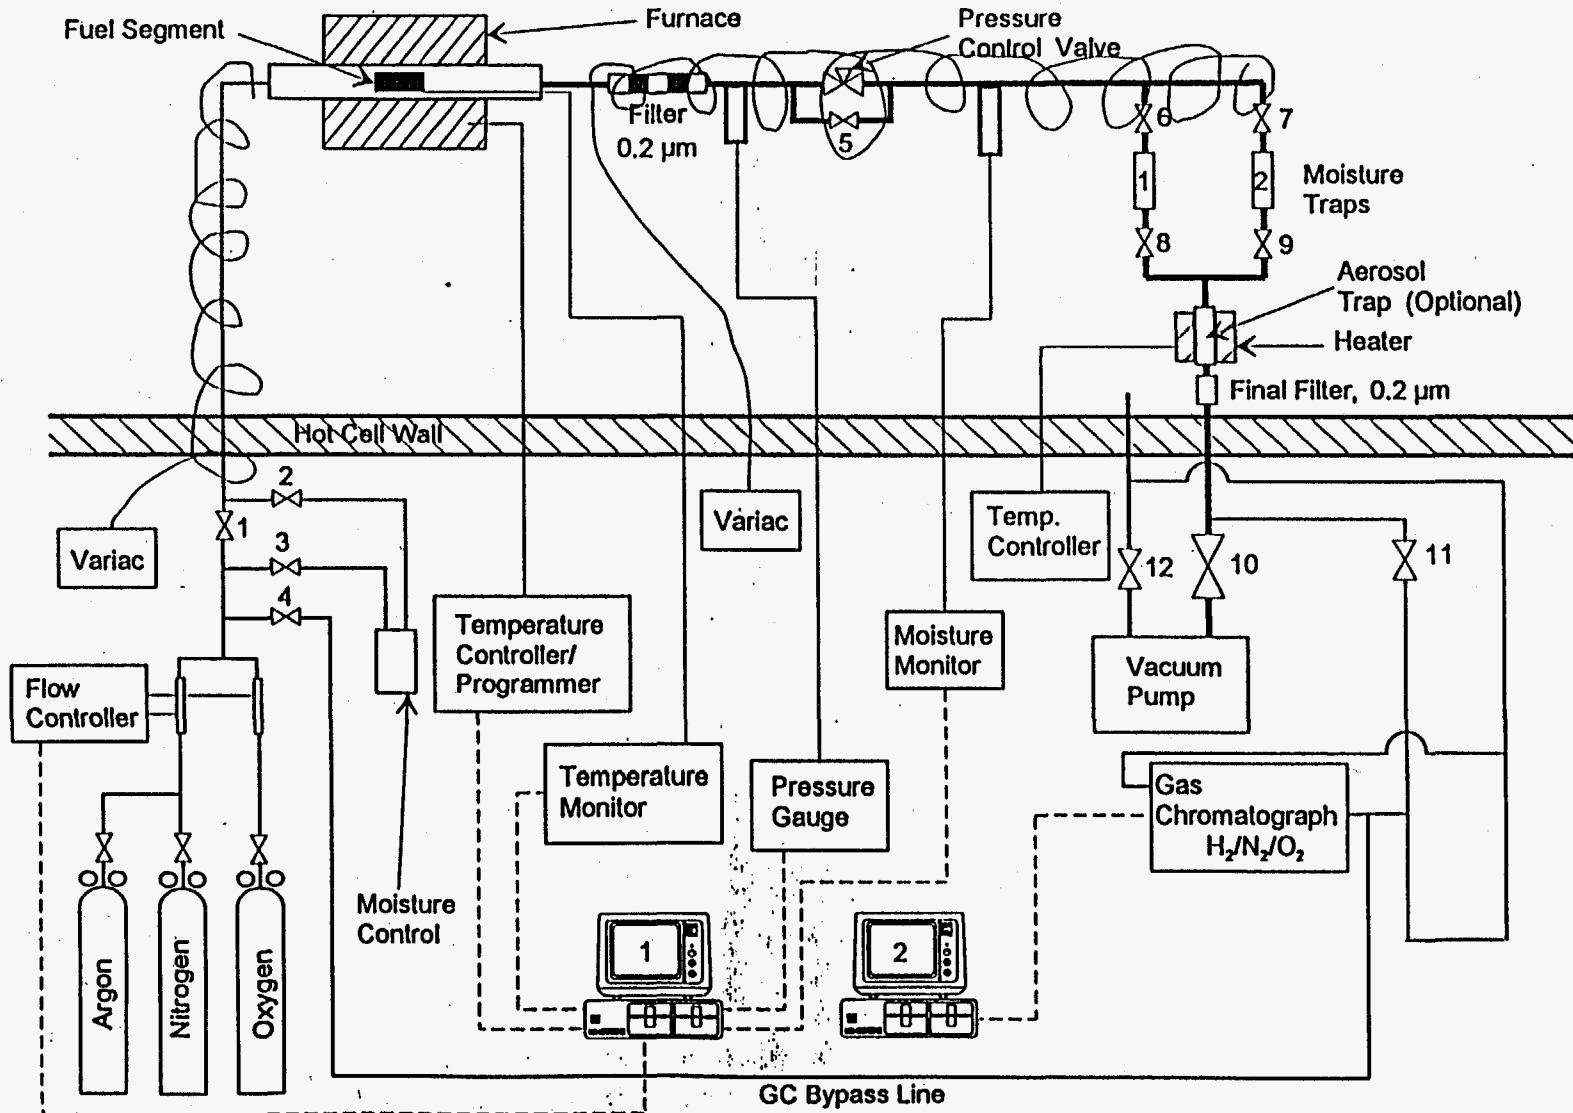 Fuel Segment
Furnace
Pressure
Control Valve
Filter
0.2 µm
5
6
7
1
2
Moisture
Traps
8
9
Aerosol
Trap (Optional)
Heater
Final Filter, 0.2 µm
Hot Cell Wall
2
1
3
4
Variac
Variac
Temp.
Controller
12
10
11
Flow
Controller
Temperature
Controller/
Programmer
Moisture
Monitor
Vacuum
Pump
Temperature
Monitor
Pressure
Gauge
Gas
Chromatograph
H₂/N₂/O₂
Moisture
Control
Argon
Nitrogen
Oxygen
1
2
GC Bypass Line